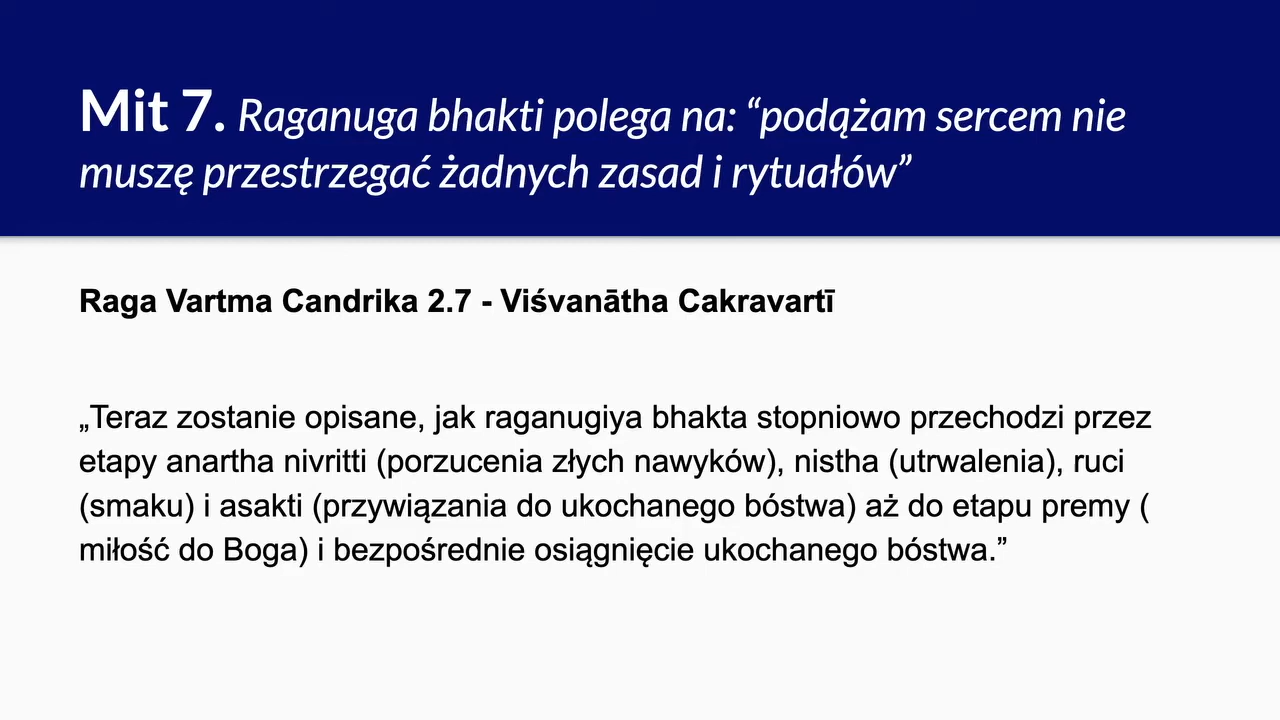 Mit 7. Raganuga bhakti polega na: “podążam sercem nie
muszę przestrzegać żadnych zasad i rytuałów”
Raga Vartma Candrika 2.7 - Viśvanātha Cakravartī
„Teraz zostanie opisane, jak raganugiya bhakta stopniowo przechodzi przez
etapy anartha nivritti (porzucenia złych nawyków), nistha (utrwalenia), ruci
(smaku) i asakti (przywiązania do ukochanego bóstwa) aż do etapu premy (
miłość do Boga) i bezpośrednie osiągnięcie ukochanego bóstwa.”